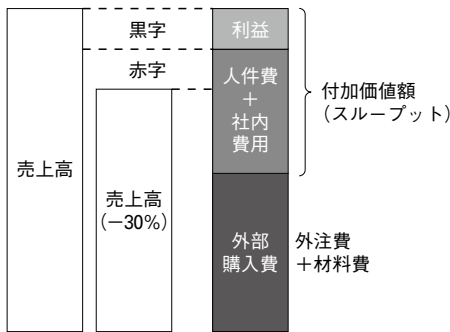 黒字
赤字
売上高
売上高
(−30%)
利益
人件費
+
社内
費用
外部
購入費
付加価値額
(スループット)
外注費
+材料費